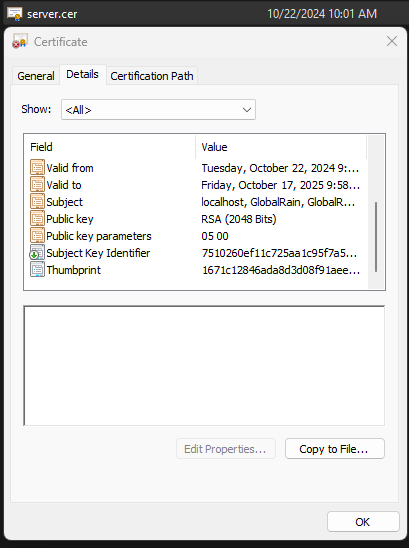 server.cer 10/22/2024 10:01 AM
Certificate
General Details Certification Path
Show: <All>
Field Value
Valid from Tuesday, October 22, 2024 9:...
Valid to Friday, October 17, 2025 9:58...
Subject localhost, GlobalRain, GlobalR...
Public key RSA (2048 Bits)
Public key parameters 05 00
Subject Key Identifier 7510260ef11c725aa1c95f7a5...
Thumbprint 1671c12846ada8d3d08f91aee...
Edit Properties... Copy to File...
OK